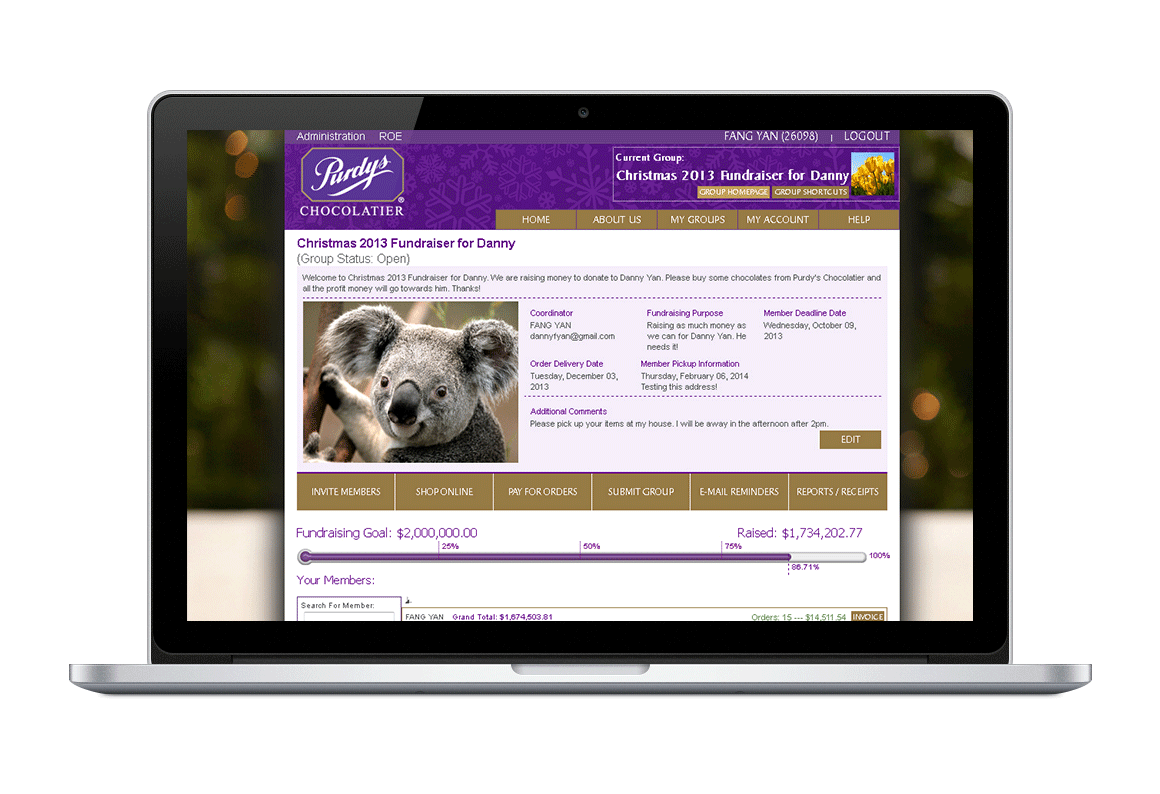 Administration ROE
FANG YAN (26098) | LOGOUT
Purdys
CHOCOLATIER
Current Group:
Christmas 2013 Fundraiser for Danny
GROUP HOMEPAGE GROUP SHORTCUTS
HOME ABOUT US MY GROUPS MY ACCOUNT HELP
Christmas 2013 Fundraiser for Danny
(Group Status: Open)
Welcome to Christmas 2013 Fundraiser for Danny. We are raising money to donate to Danny Yan. Please buy some chocolates from Purdy's Chocolatier and
all the profit money will go towards him. Thanks!
Coordinator
FANG YAN
dannyfyan@gmail.com
Fundraising Purpose
Raising as much money as
we can for Danny Yan. He
needs it!
Member Deadline Date
Wednesday, October 09,
2013
Order Delivery Date
Tuesday, December 03,
2013
Member Pickup Information
Thursday, February 06, 2014
Testing this address!
Additional Comments
Please pick up your items at my house. I will be away in the afternoon after 2pm.
EDIT
INVITE MEMBERS SHOP ONLINE PAY FOR ORDERS SUBMIT GROUP E-MAIL REMINDERS REPORTS / RECEIPTS
Fundraising Goal: $2,000,000.00 Raised: $1,734,202.77
25% 50% 75% 100%
86.71%
Your Members:
Search For Member:
FANG YAN Grand Total: $1,674,503.81 Orders: 15 --- $14,511.54 INVOICE